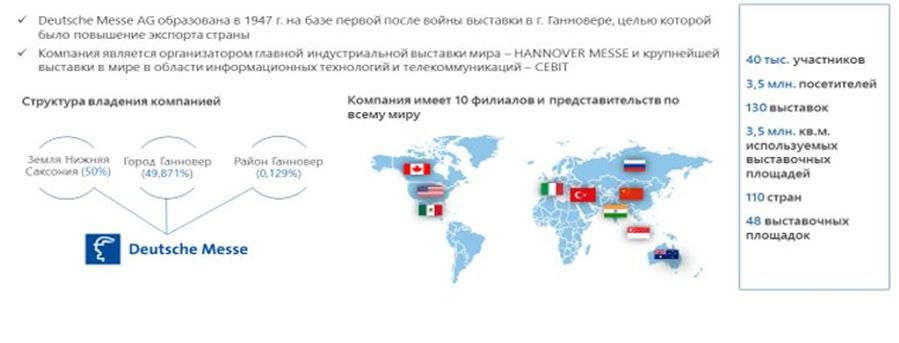 Deutsche Messe AG образована в 1947 г. на базе первой после войны выставки в г. Ганновере, целью которой
было повышение экспорта страны
Компания является организатором главной индустриальной выставки мира – HANNOVER MESSE и крупнейшей
выставки в мире в области информационных технологий и телекоммуникаций – CEBIT
Структура владения компанией
Земля Нижняя
Саксония (50%)
Город Ганновер
(49,871%)
Район Ганновер
(0,129%)
Deutsche Messe
Компания имеет 10 филиалов и представительств по
всему миру
40 тыс. участников
3,5 млн. посетителей
130 выставок
3,5 млн. кв.м.
используемых
выставочных
площадей
110 стран
48 выставочных
площадок